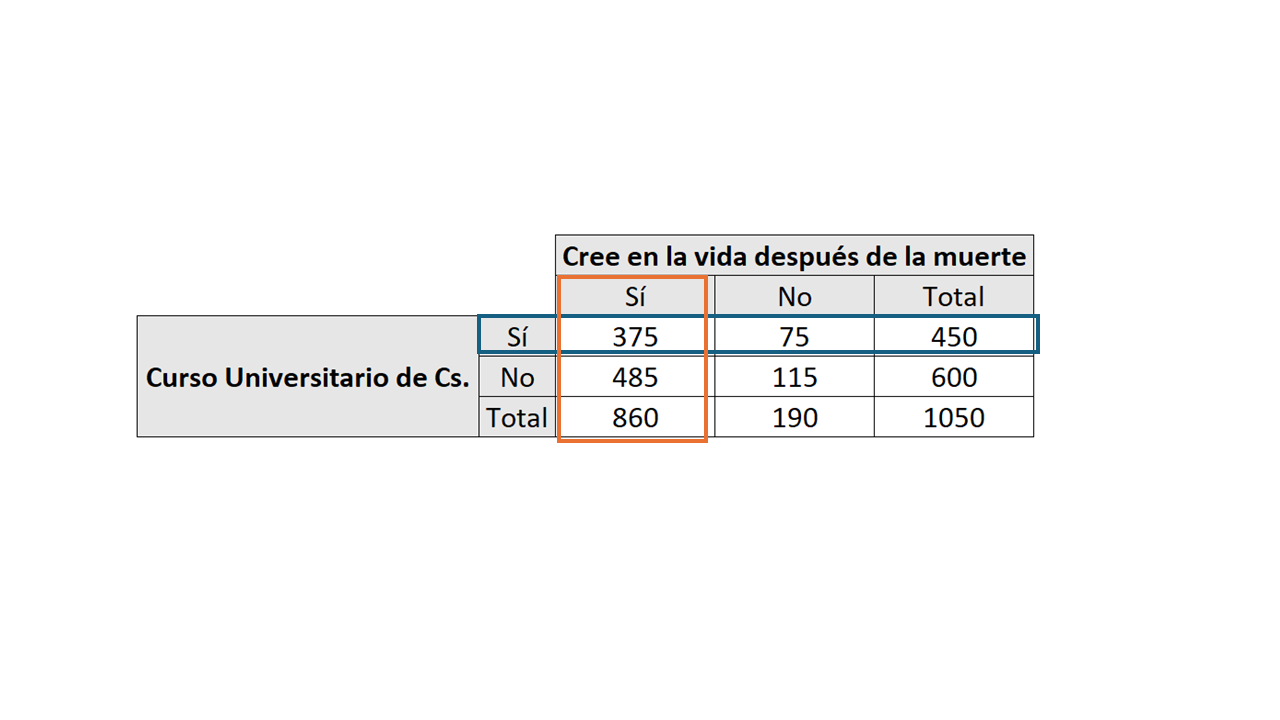 Cree en la vida después de la muerte
Sí No Total
Sí 375 75 450
Curso Universitario de Cs. No 485 115 600
Total 860 190 1050